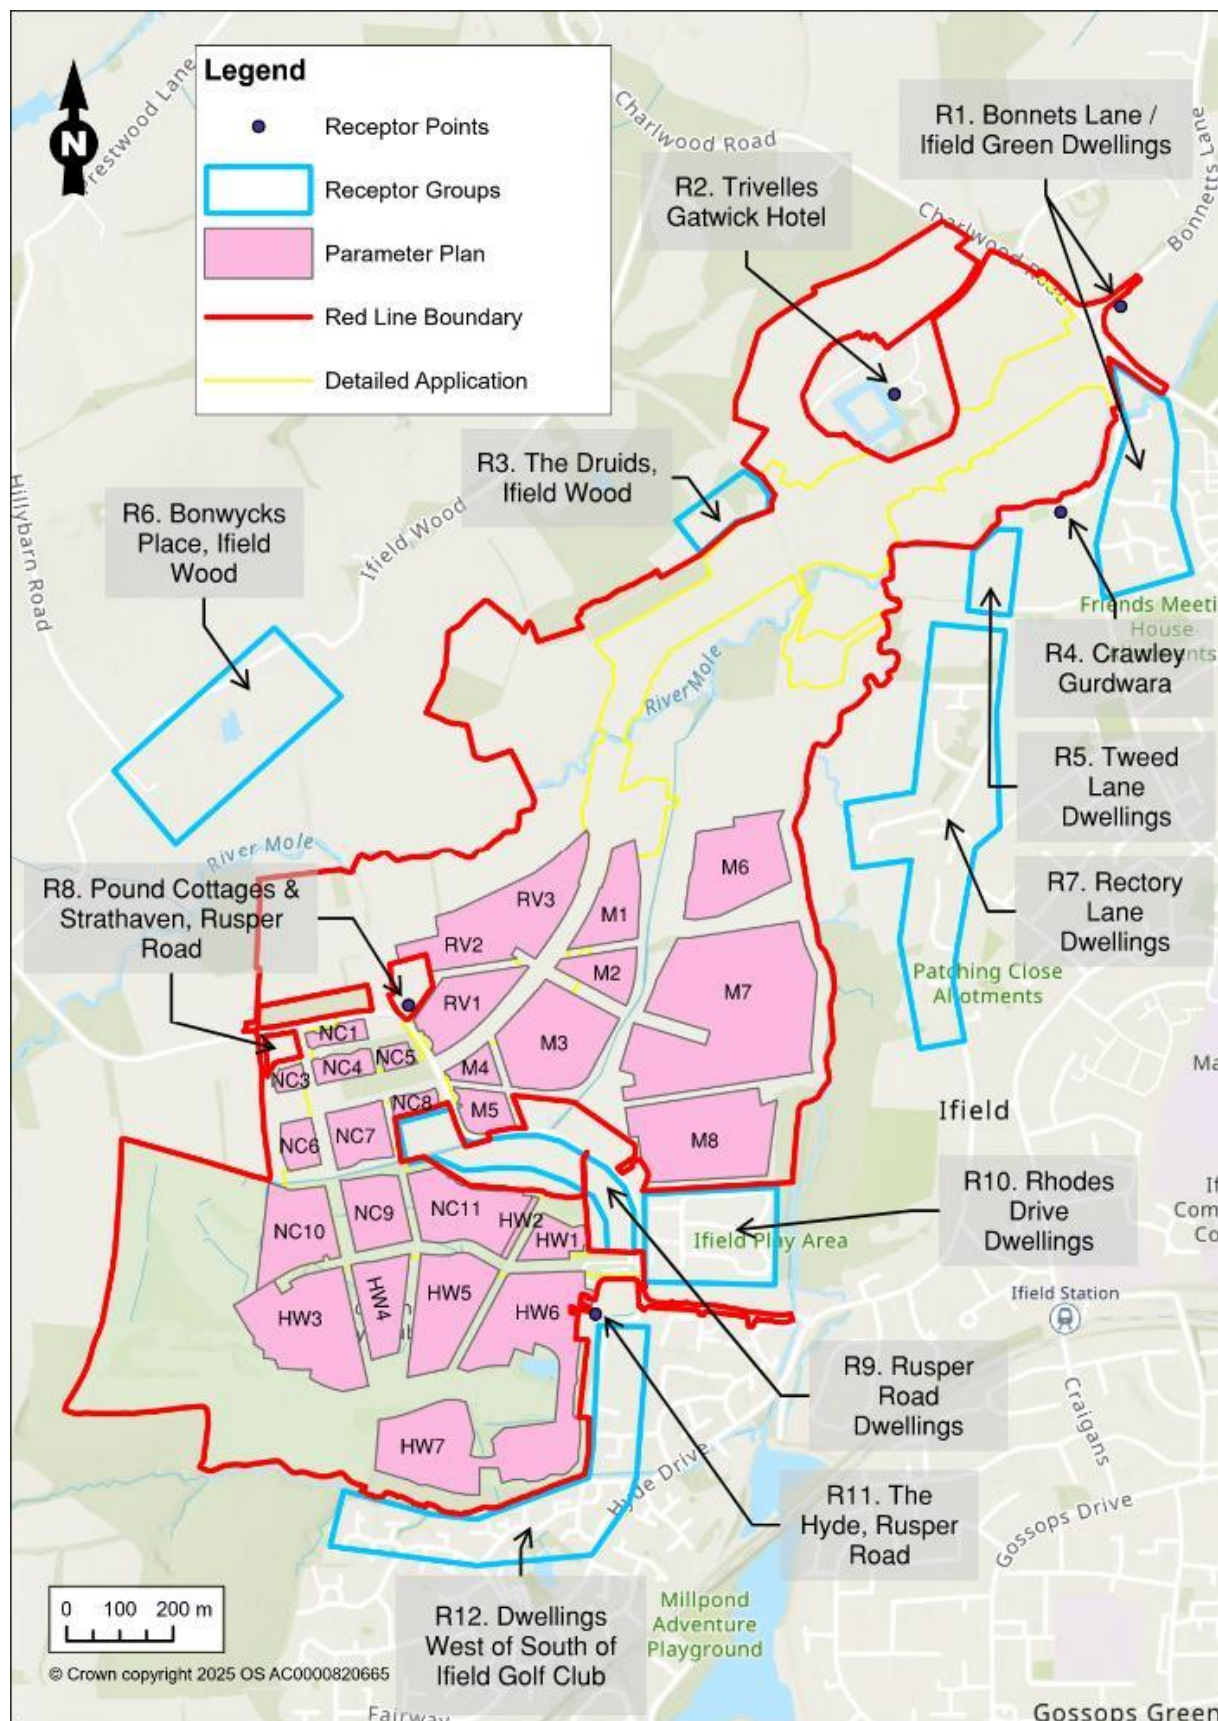 Legend
Receptor Points
Receptor Groups
Parameter Plan
Red Line Boundary
Detailed Application
N
Prestwood Lane
Charlwood Road
R1. Bonnets Lane /
Ifield Green Dwellings
Bonnetts Lane
R2. Trivelles
Gatwick Hotel
Charlwood Road
R3. The Druids,
Ifield Wood
R6. Bonwycks
Place, Ifield
Wood
Ifield Wood
Hillybarn Road
Friends Meeti
House
R4. Crawley
Gurdwara
River Mole
R5. Tweed
Lane
Dwellings
River Mole
R8. Pound Cottages &
Strathaven, Rusper
Road
R7. Rectory
Lane
Dwellings
Patching Close
Allotments
RV3
M1
M6
RV2
M2
M7
RV1
NC1
M3
NC5
NC4
M4
NC3
NC8
M5
NC7
NC6
M8
Ifield
Ma
NC9
NC11
NC10
HW2
HW1
R10. Rhodes
Drive
Dwellings
Ifield Play Area
If
Com
Co
HW5
HW4
HW3
HW6
Ifield Station
R9. Rusper
Road
Dwellings
Craigans
HW7
Hyde Drive
R11. The
Hyde, Rusper
Road
Gossops Drive
R12. Dwellings
West of South of
Ifield Golf Club
Millpond
Adventure
Playground
0 100 200 m
© Crown copyright 2025 OS AC0000820665
Fairway
Gossops Green